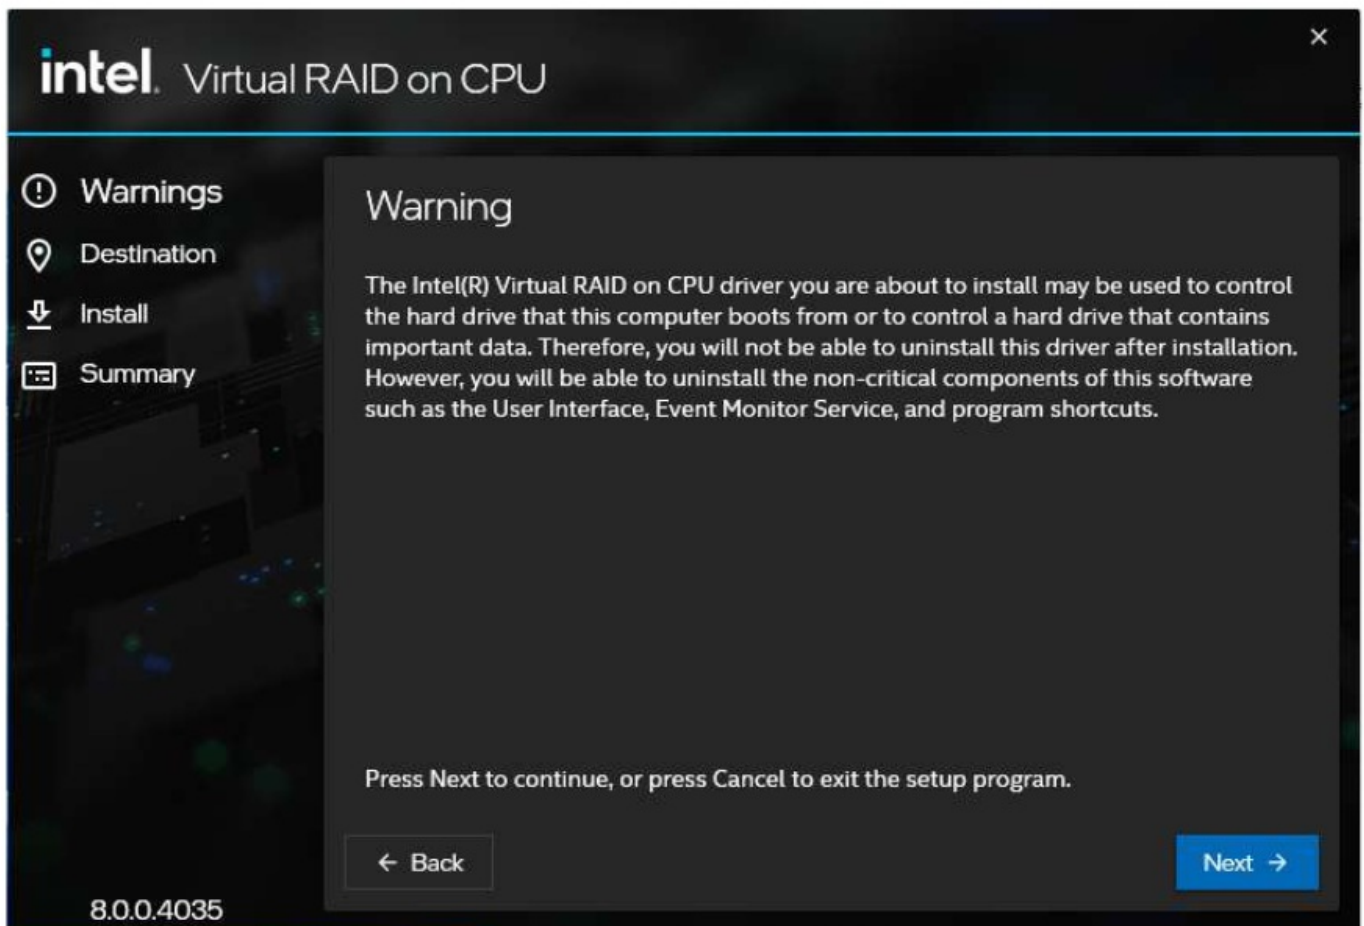 intel. Virtual RAID on CPU
Warnings
Destination
Install
Summary
8.0.0.4035
Warning
The Intel(R) Virtual RAID on CPU driver you are about to install may be used to control
the hard drive that this computer boots from or to control a hard drive that contains
important data. Therefore, you will not be able to uninstall this driver after installation.
However, you will be able to uninstall the non-critical components of this software
such as the User Interface, Event Monitor Service, and program shortcuts.
Press Next to continue, or press Cancel to exit the setup program.
Back
Next